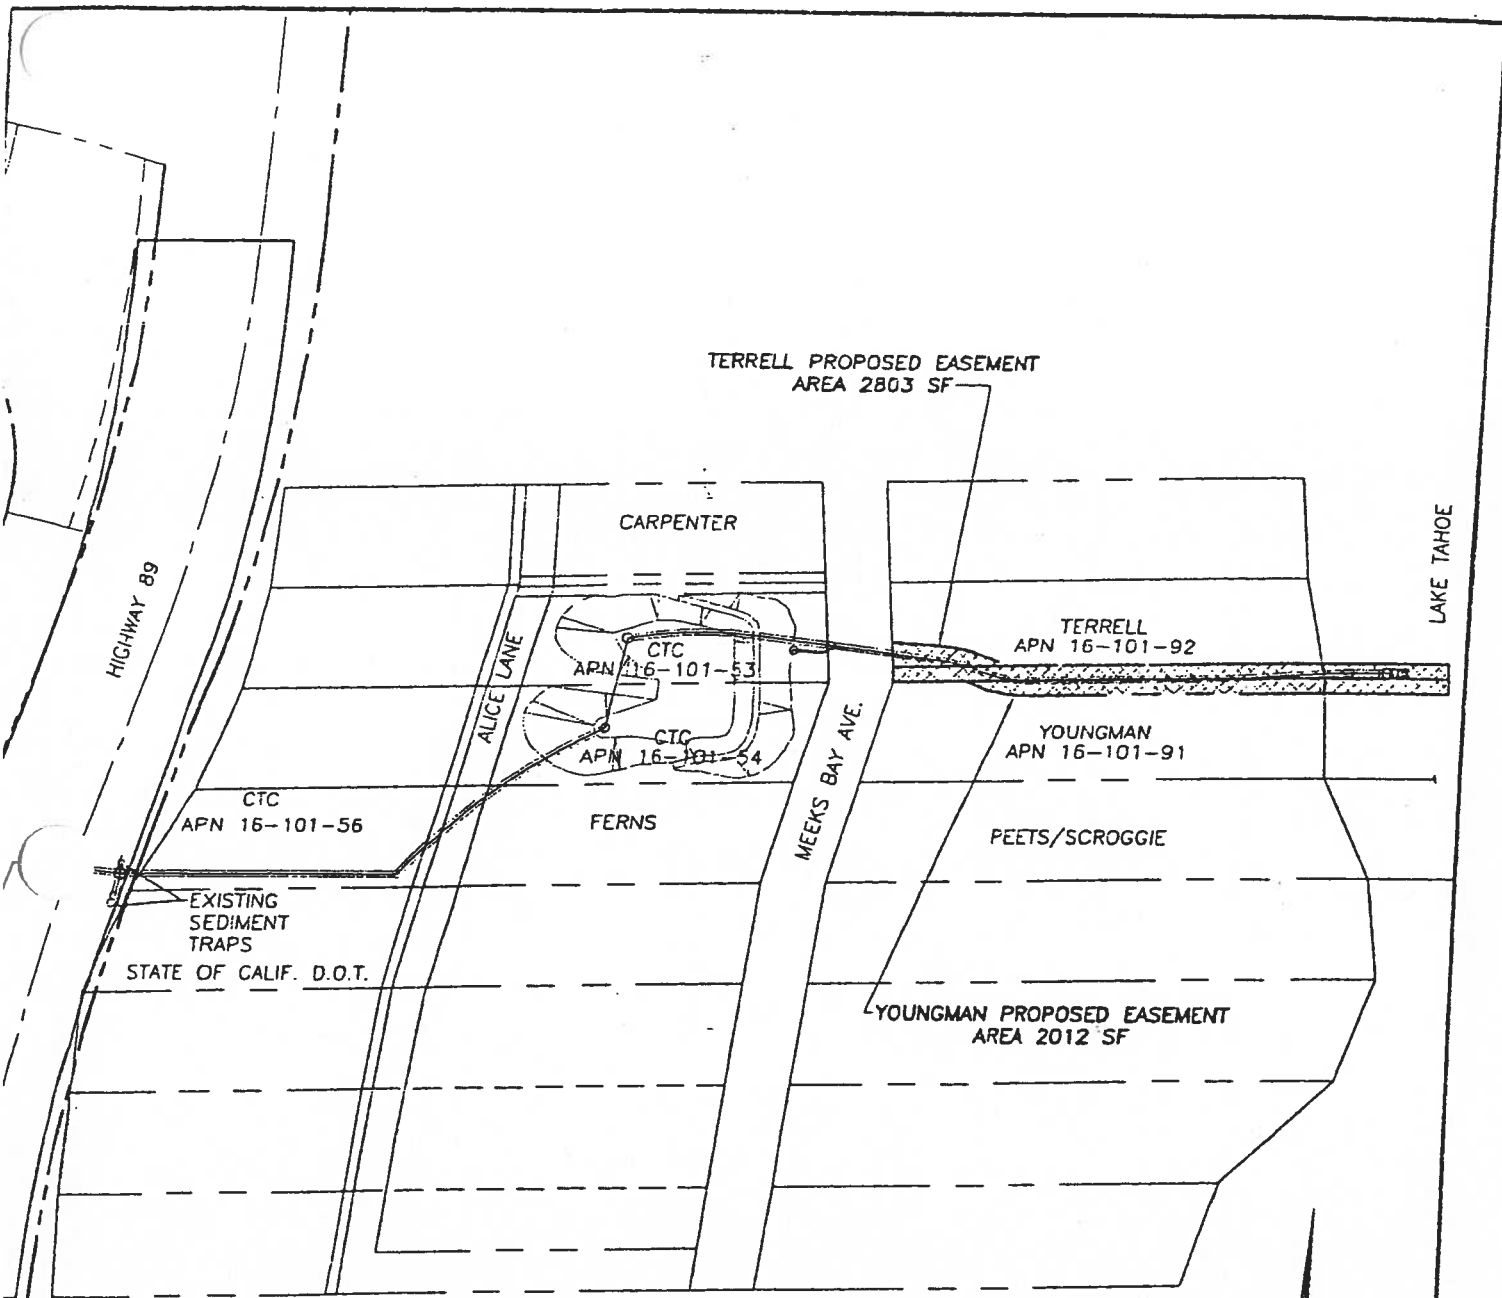 TERRELL PROPOSED EASEMENT
AREA 2803 SF
CARPENTER
HIGHWAY 89
LAKE TAHOE
TERRELL
APN 16-101-92
CTC
APN 16-101-53
ALICE LANE
CTC
APN 16-101-54
MEEKS BAY AVE.
YOUNGMAN
APN 16-101-91
CTC
APN 16-101-56
FERNS
PEETS/SCROGGIE
EXISTING
SEDIMENT
TRAPS
STATE OF CALIF. D.O.T.
YOUNGMAN PROPOSED EASEMENT
AREA 2012 SF